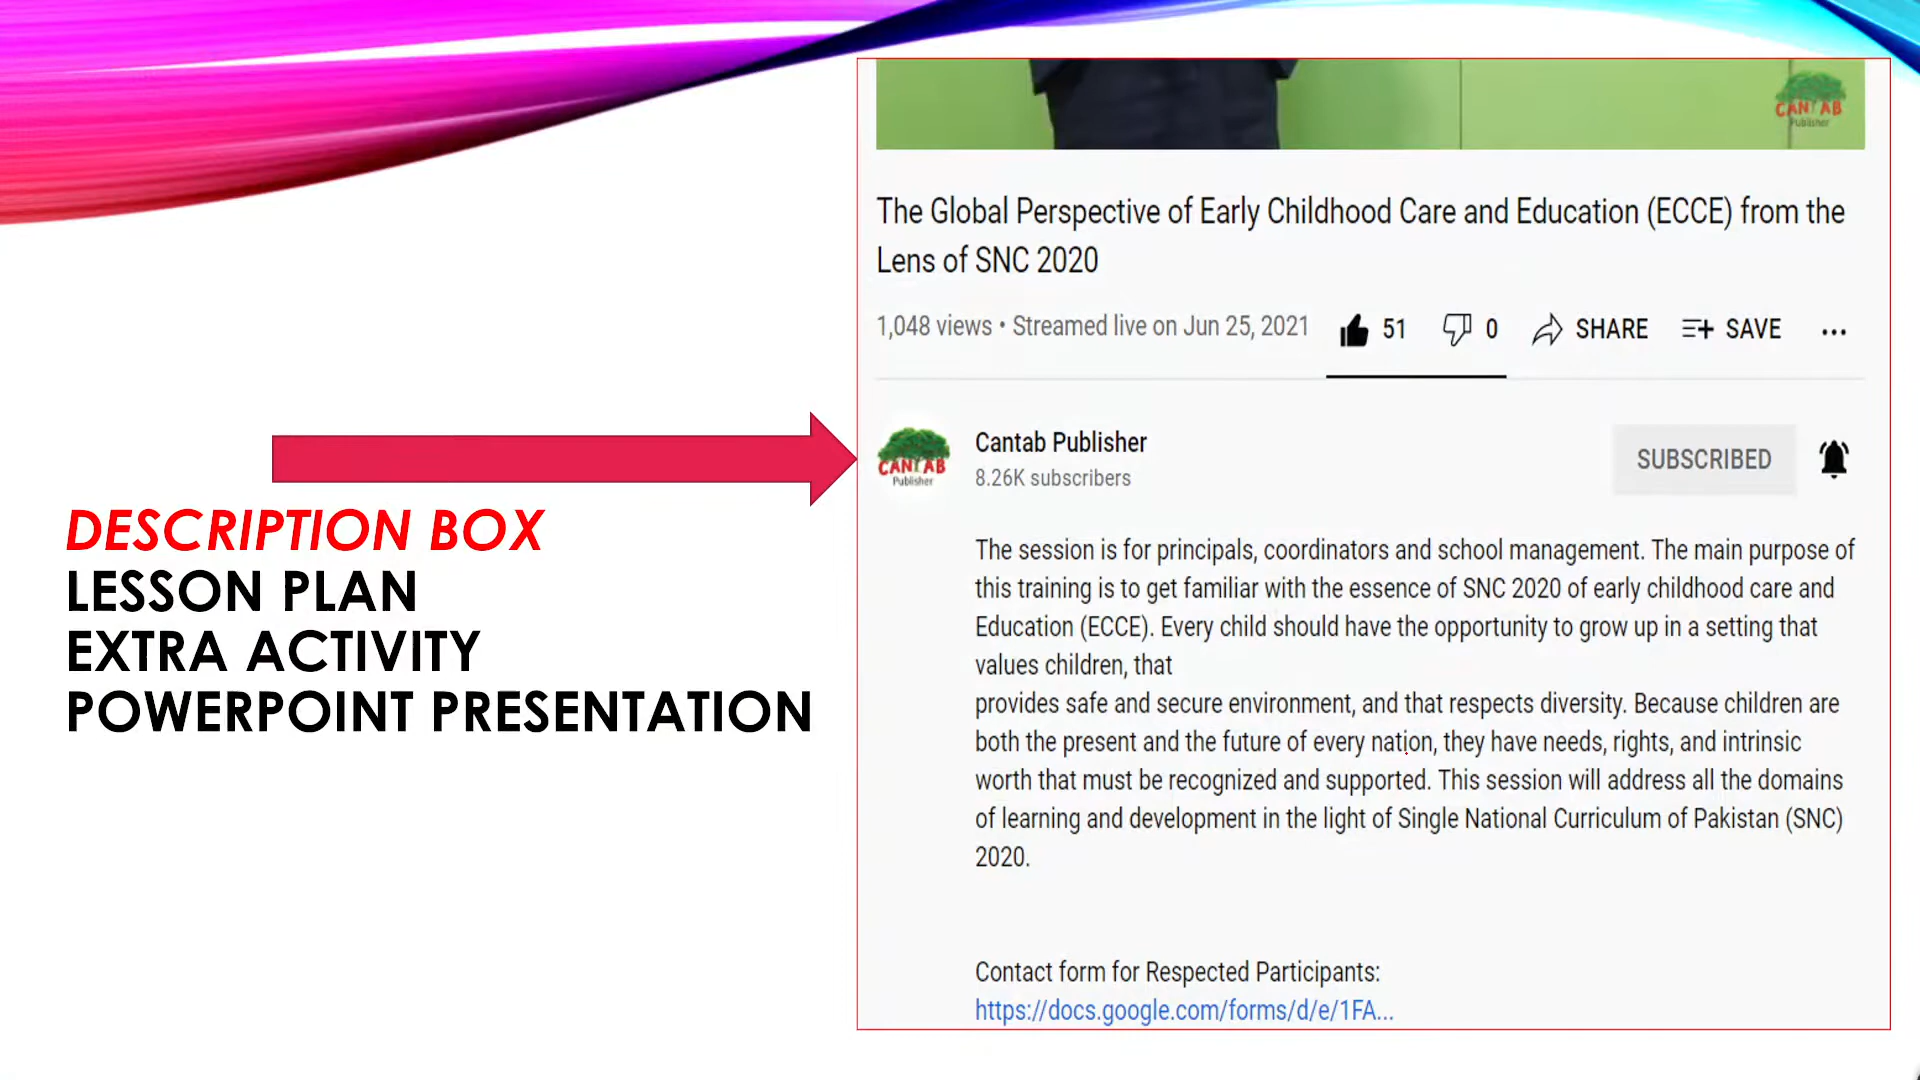 DESCRIPTION BOX
LESSON PLAN
EXTRA ACTIVITY
POWERPOINT PRESENTATION
CANTAB
Publisher
The Global Perspective of Early Childhood Care and Education (ECCE) from the
Lens of SNC 2020
1,048 views • Streamed live on Jun 25, 2021 51 0 SHARE SAVE ...
CANTAB
Publisher
Cantab Publisher
8.26K subscribers
SUBSCRIBED
The session is for principals, coordinators and school management. The main purpose of
this training is to get familiar with the essence of SNC 2020 of early childhood care and
Education (ECCE). Every child should have the opportunity to grow up in a setting that
values children, that
provides safe and secure environment, and that respects diversity. Because children are
both the present and the future of every nation, they have needs, rights, and intrinsic
worth that must be recognized and supported. This session will address all the domains
of learning and development in the light of Single National Curriculum of Pakistan (SNC)
2020.
Contact form for Respected Participants:
https://docs.google.com/forms/d/e/1FA...